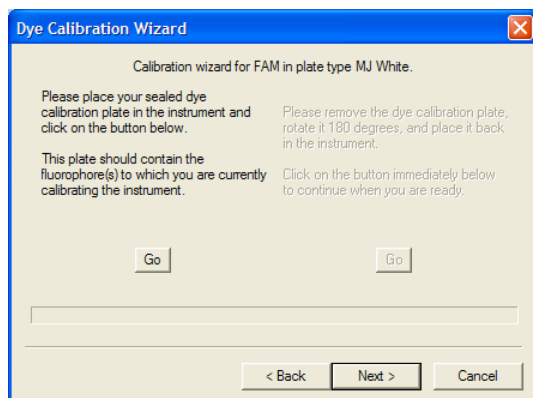 Dye Calibration Wizard
Calibration wizard for FAM in plate type MJ White.
Please place your sealed dye
calibration plate in the instrument and
click on the button below.
This plate should contain the
fluorophore(s) to which you are currently
calibrating the instrument.
Please remove the dye calibration plate,
rotate it 180 degrees, and place it back
in the instrument.
Click on the button immediately below
to continue when you are ready.
Go
Go
< Back
Next >
Cancel